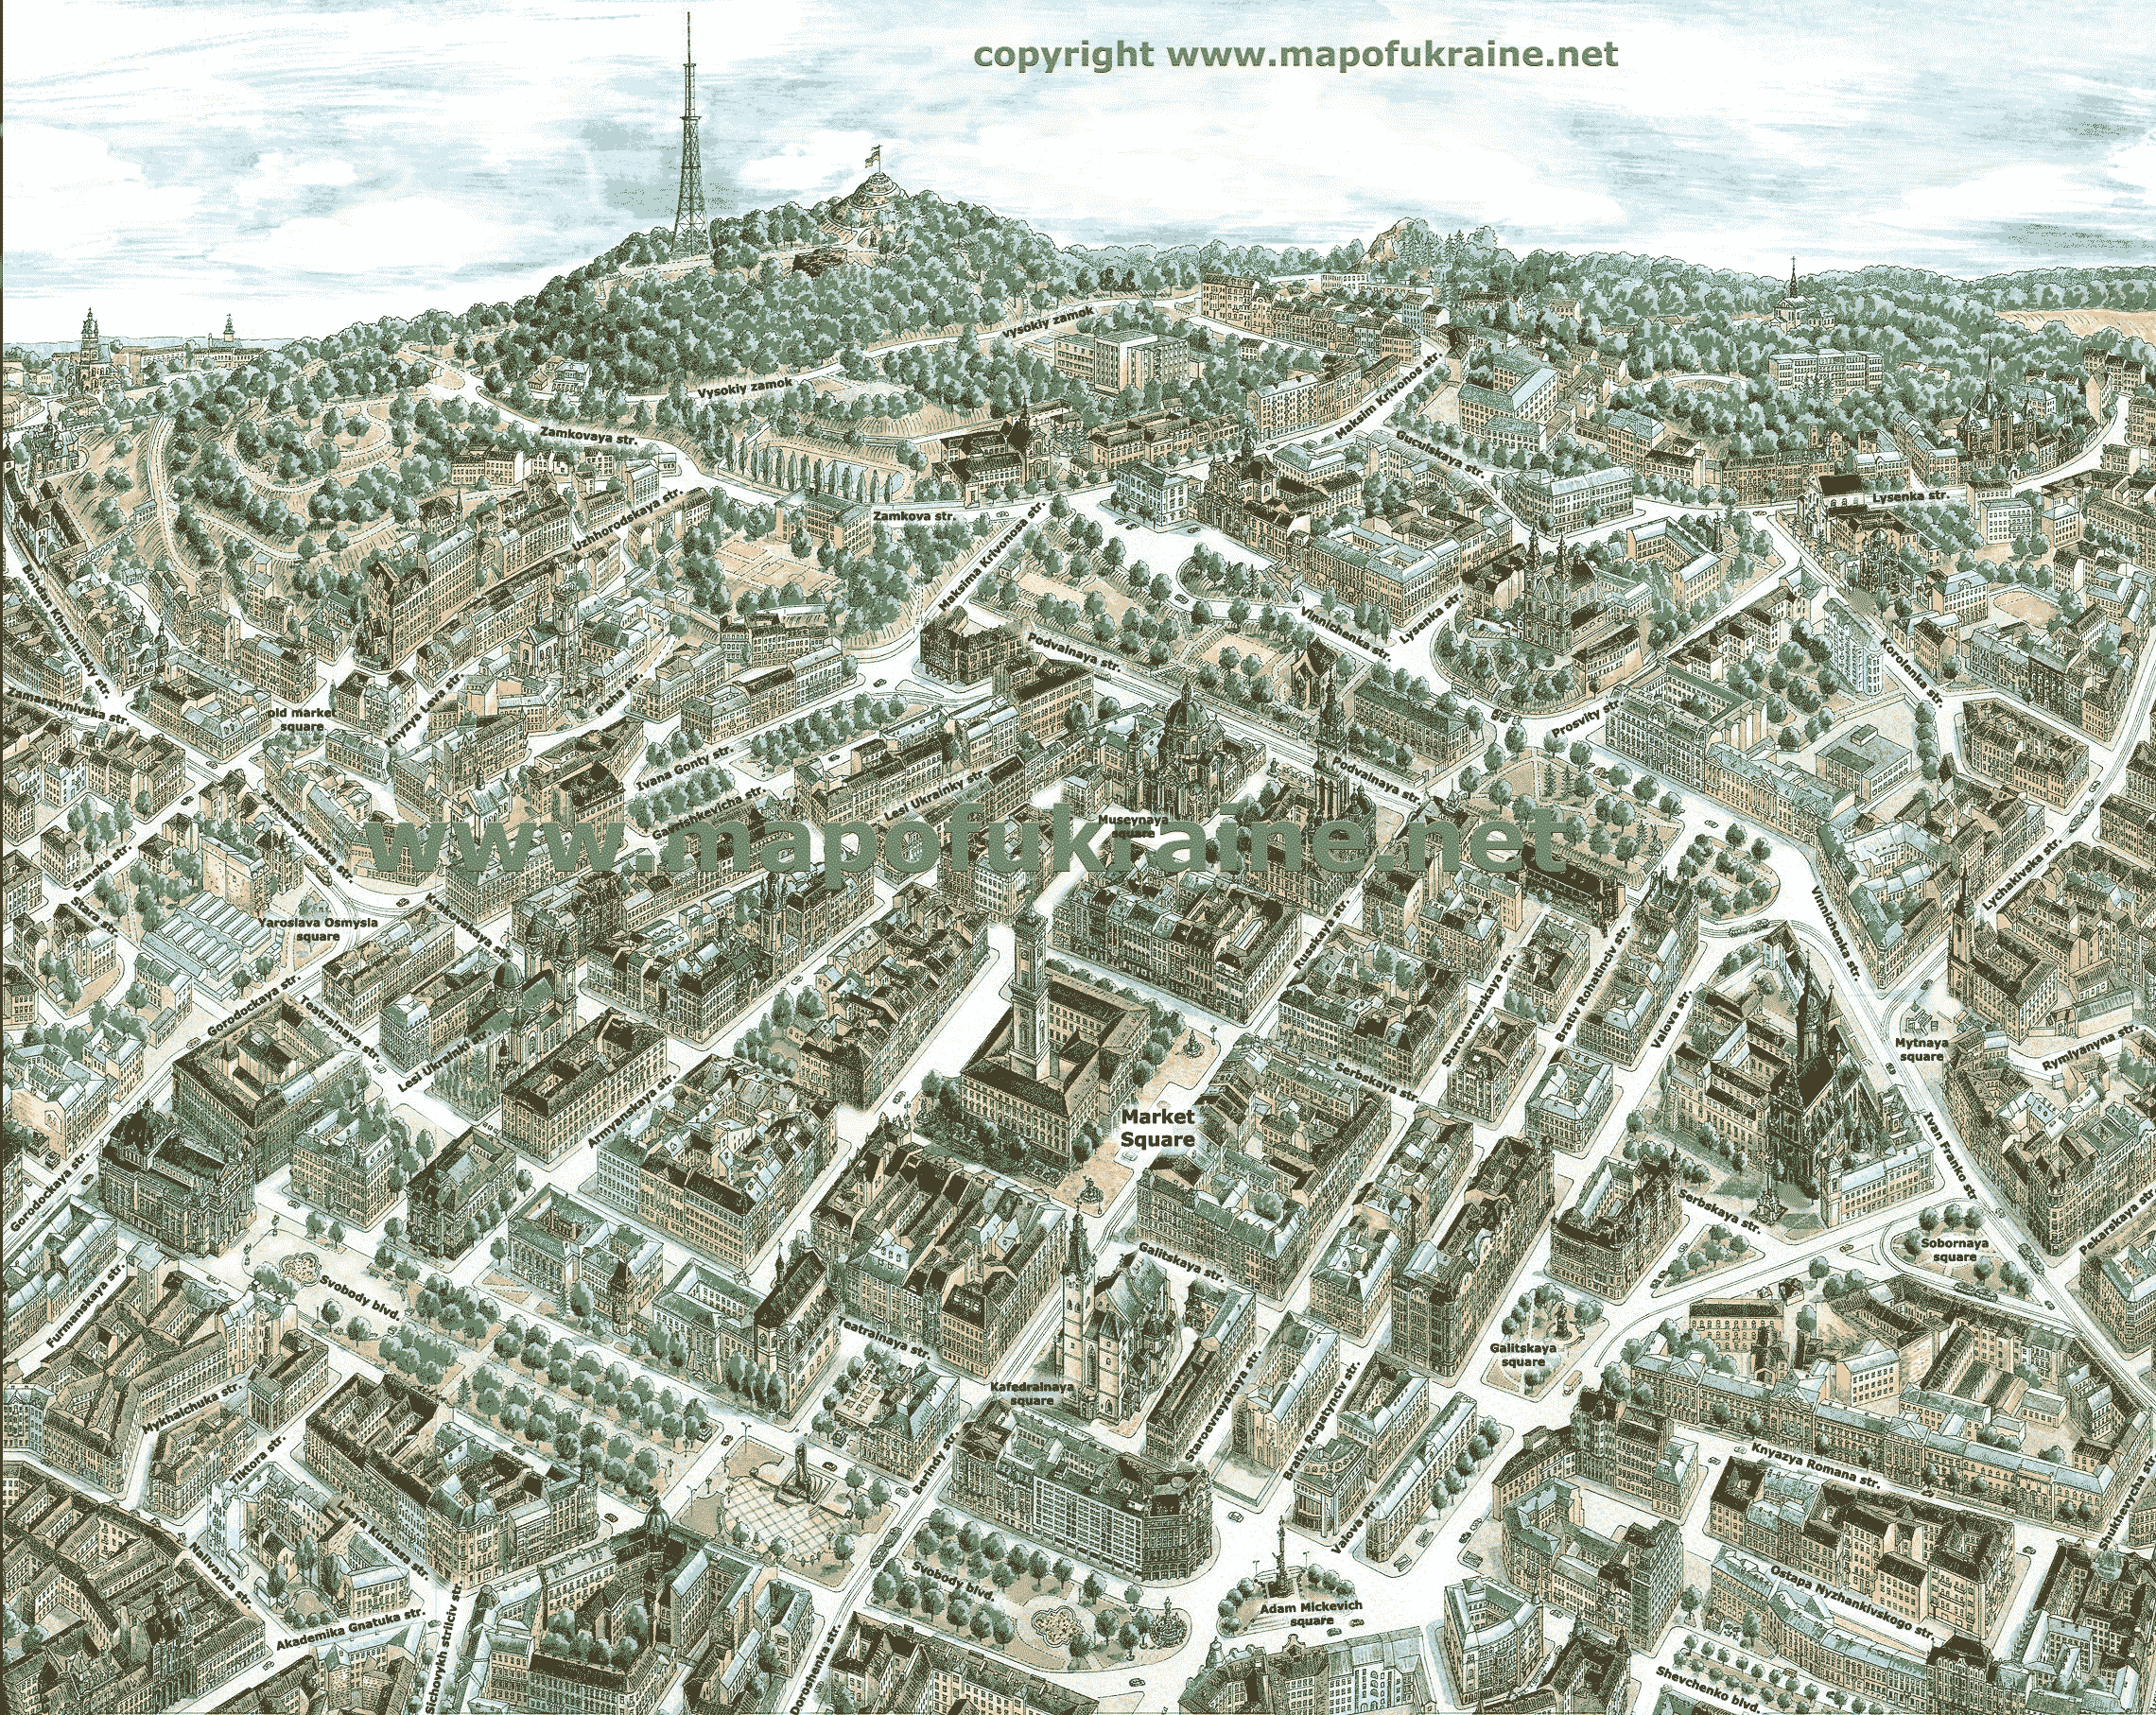 copyright www.mapofukraine.net
Vysokiy zamok
Vysokiy zamok
Maksim Krivonos str.
Zamkovaya str.
Guculskaya str.
Lysenka str.
Uzhhorodskaya str.
Zamkova str.
Maksima Krivonosa str.
Bohdan Khmelnitsky str.
Vinnichenka str.
Lysenka str.
Podvalnaya str.
Korolenka str.
Zamarstynivska str.
old market
square
Knyzya Leva str.
Pisha str.
Prosvity str.
Ivana Gonty str.
Podvalnaya str.
Lesi Ukrainky str.
Gavrishkevicha str.
Zamarstynivska str.
Museynaya
square
www.mapofukraine.net
Sanska str.
Stara str.
Lychakivska str.
Vinnichenka str.
Yaroslava Osmysla
square
Krakovskaya str.
Ruskaya str.
Brativ Rohatinciv str.
Staroevreyskaya str.
Gorodockaya str.
Teatralnaya str.
Valova str.
Mytnaya
square
Rymlyanyna str.
Lesi Ukrainki str.
Armyanskaya str.
Serbskaya str.
Market
Square
Ivan Franko str.
Gorodockaya str.
Serbskaya str.
Pekarskaya str.
Sobornaya
square
Galitskaya str.
Furmanskaya str.
Svobody blvd.
Teatralnaya str.
Galitskaya
square
Kafedralnaya
square
Staroevreyskaya str.
Brativ Rogatynciv str.
Mykhalchuka str.
Tiktora str.
Berindy str.
Knyazya Romana str.
Lesya Kurbasa str.
Valova str.
Shukhevycha str.
Nalivayka str.
Svobody blvd.
Adam Mickevich
square
Ostapa Nyzhankivskogo str.
Akademika Gnatuka str.
Sichovykh striliciv str.
Doroshenka str.
Shevchenko blvd.